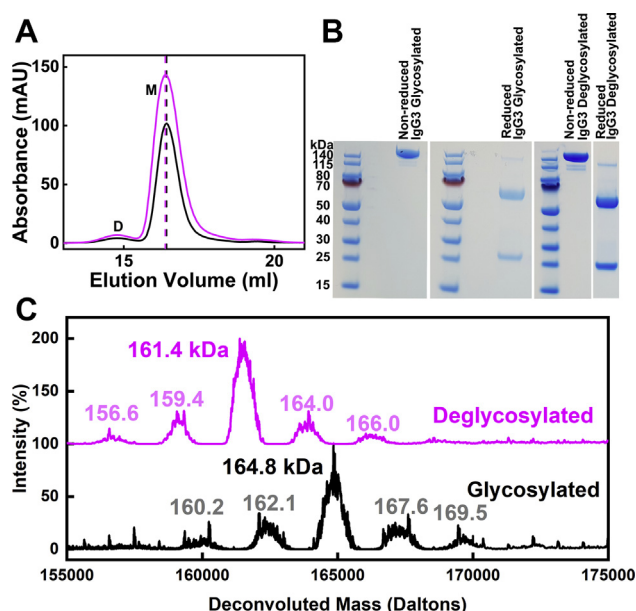 A
Absorbance (mAU)
150
100
50
0
M
D
15
20
Elution Volume (ml)
B
Non-reduced
IgG3 Glycosylated
Reduced
IgG3 Glycosylated
Non-reduced
IgG3 Deglycosylated
Reduced
IgG3 Deglycosylated
kDa
140
115
80
70
50
40
30
25
15
C
Intensity (%)
200
150
100
100
50
0
161.4 kDa
156.6
159.4
164.0
166.0
Deglycosylated
164.8 kDa
160.2
162.1
167.6
169.5
Glycosylated
155000
160000
165000
170000
175000
Deconvoluted Mass (Daltons)